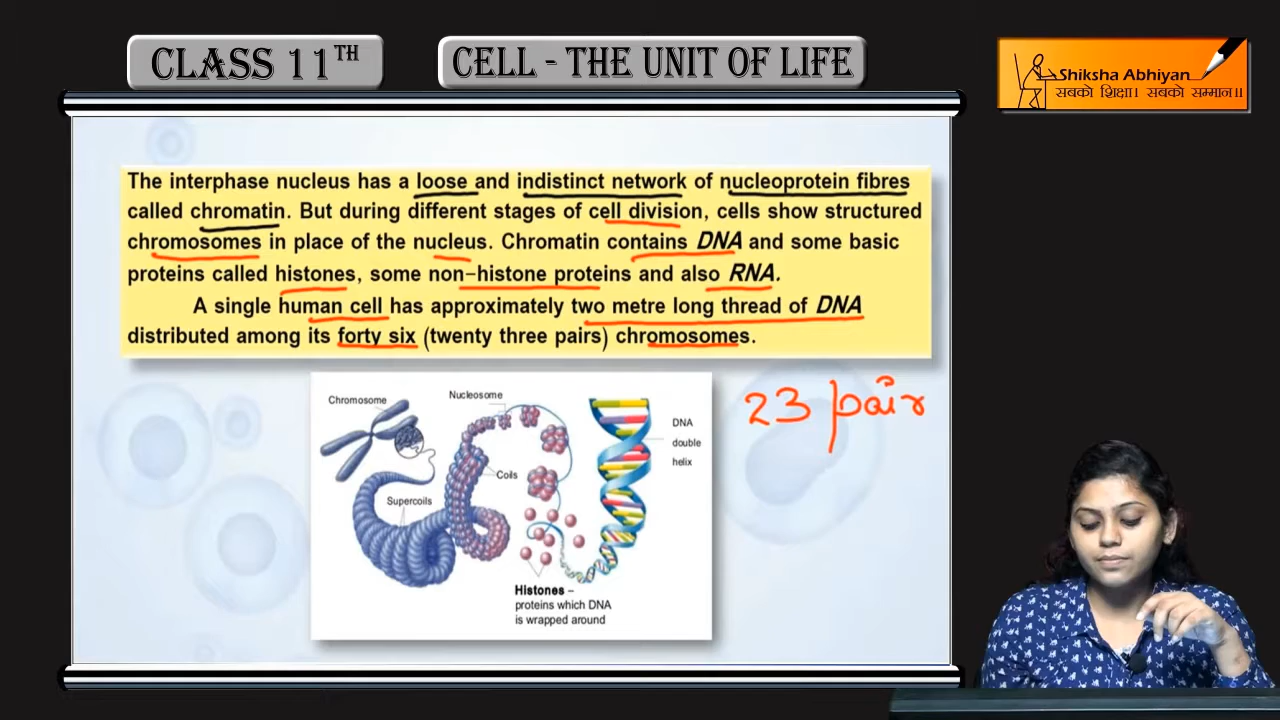 CLASS 11TH
CELL - THE UNIT OF LIFE
Shiksha Abhiyan
सबको शिक्षा। सबको सम्मान॥
The interphase nucleus has a loose and indistinct network of nucleoprotein fibres
called chromatin. But during different stages of cell division, cells show structured
chromosomes in place of the nucleus. Chromatin contains DNA and some basic
proteins called histones, some non-histone proteins and also RNA.
A single human cell has approximately two metre long thread of DNA
distributed among its forty six (twenty three pairs) chromosomes.
23 pair
Chromosome
Nucleosome
DNA
double
helix
Coils
Supercoils
Histones –
proteins which DNA
is wrapped around